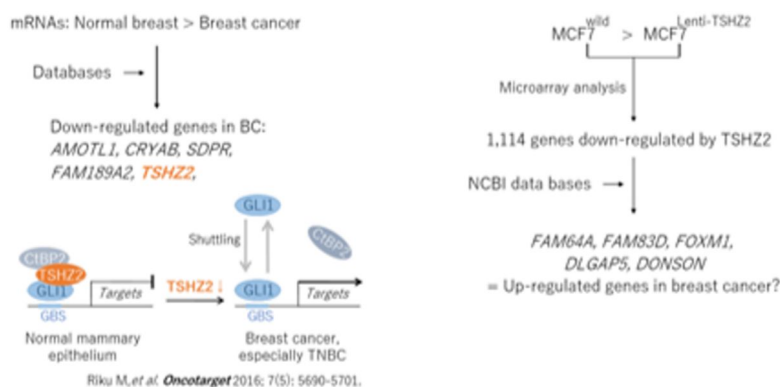 mRNAs: Normal breast > Breast cancer
Databases
Down-regulated genes in BC:
AMOTL1, CRYAB, SDPR,
FAM189A2, TSHZ2,
GLI1
Shuttling
CtBP2
CtBP2
TSHZ2
GLI1
Targets
GBS
TSHZ2 ↓
GLI1
Targets
GBS
Normal mammary
epithelium
Breast cancer,
especially TNBC
Riku M, et al. Oncotarget 2016; 7(5): 5690-5701.
MCF7wild > MCF7Lenti-TSHZ2
Microarray analysis
1,114 genes down-regulated by TSHZ2
NCBI data bases
FAM64A, FAM83D, FOXM1,
DLGAP5, DONSON
= Up-regulated genes in breast cancer?